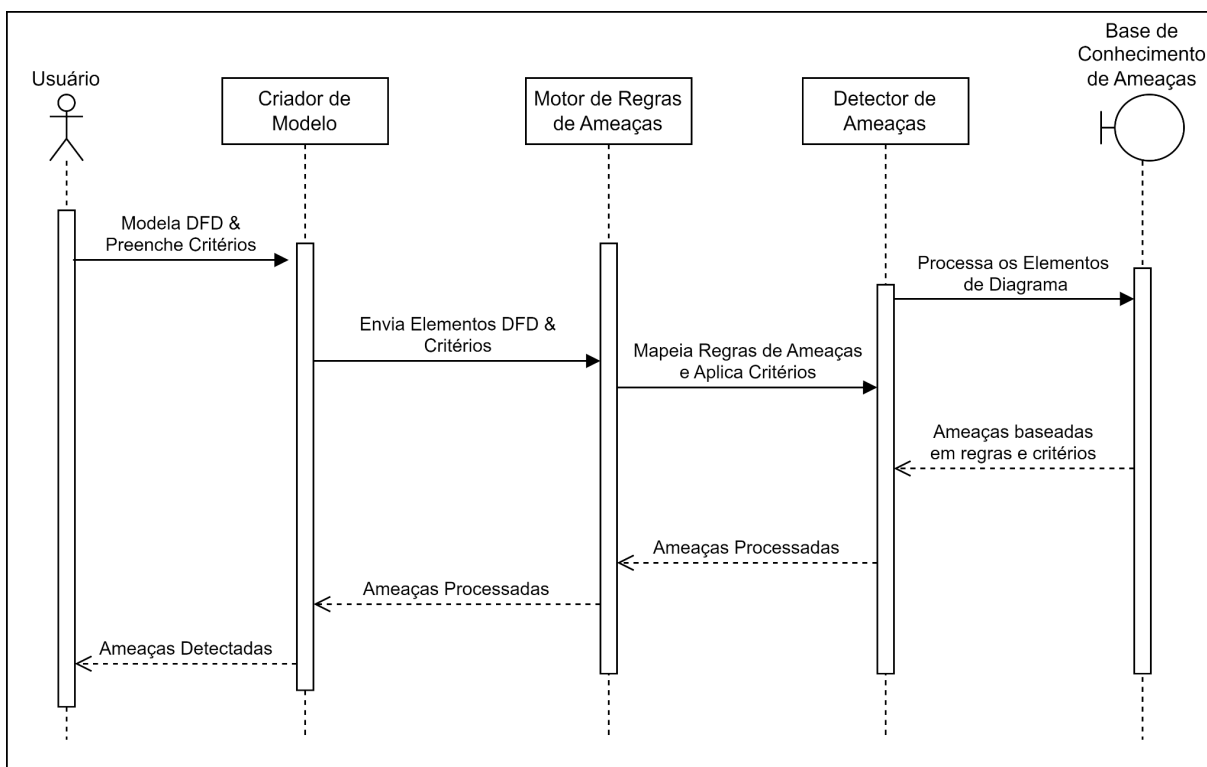 Usuário
Criador de
Modelo
Motor de Regras
de Ameaças
Detector de
Ameaças
Base de
Conhecimento
de Ameaças
Modela DFD &
Preenche Critérios
Processa os Elementos
de Diagrama
Envia Elementos DFD &
Critérios
Mapeia Regras de Ameaças
e Aplica Critérios
Ameaças baseadas
em regras e critérios
Ameaças Processadas
Ameaças Processadas
Ameaças Detectadas